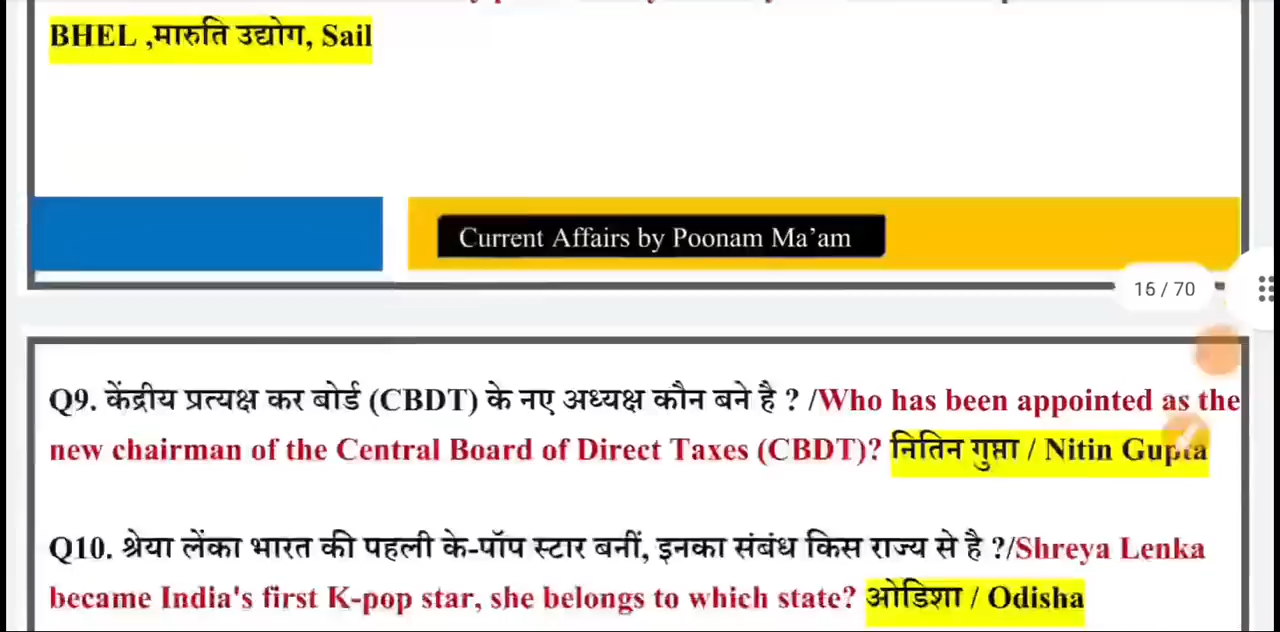 BHEL ,मारुति उद्योग, Sail
Current Affairs by Poonam Ma’am
15 / 70
Q9. केंद्रीय प्रत्यक्ष कर बोर्ड (CBDT) के नए अध्यक्ष कौन बने है ? /Who has been appointed as the
new chairman of the Central Board of Direct Taxes (CBDT)? नितिन गुप्ता / Nitin Gupta
Q10. श्रेया लेंका भारत की पहली के-पॉप स्टार बनीं, इनका संबंध किस राज्य से है ?/Shreya Lenka
became India's first K-pop star, she belongs to which state? ओडिशा / Odisha